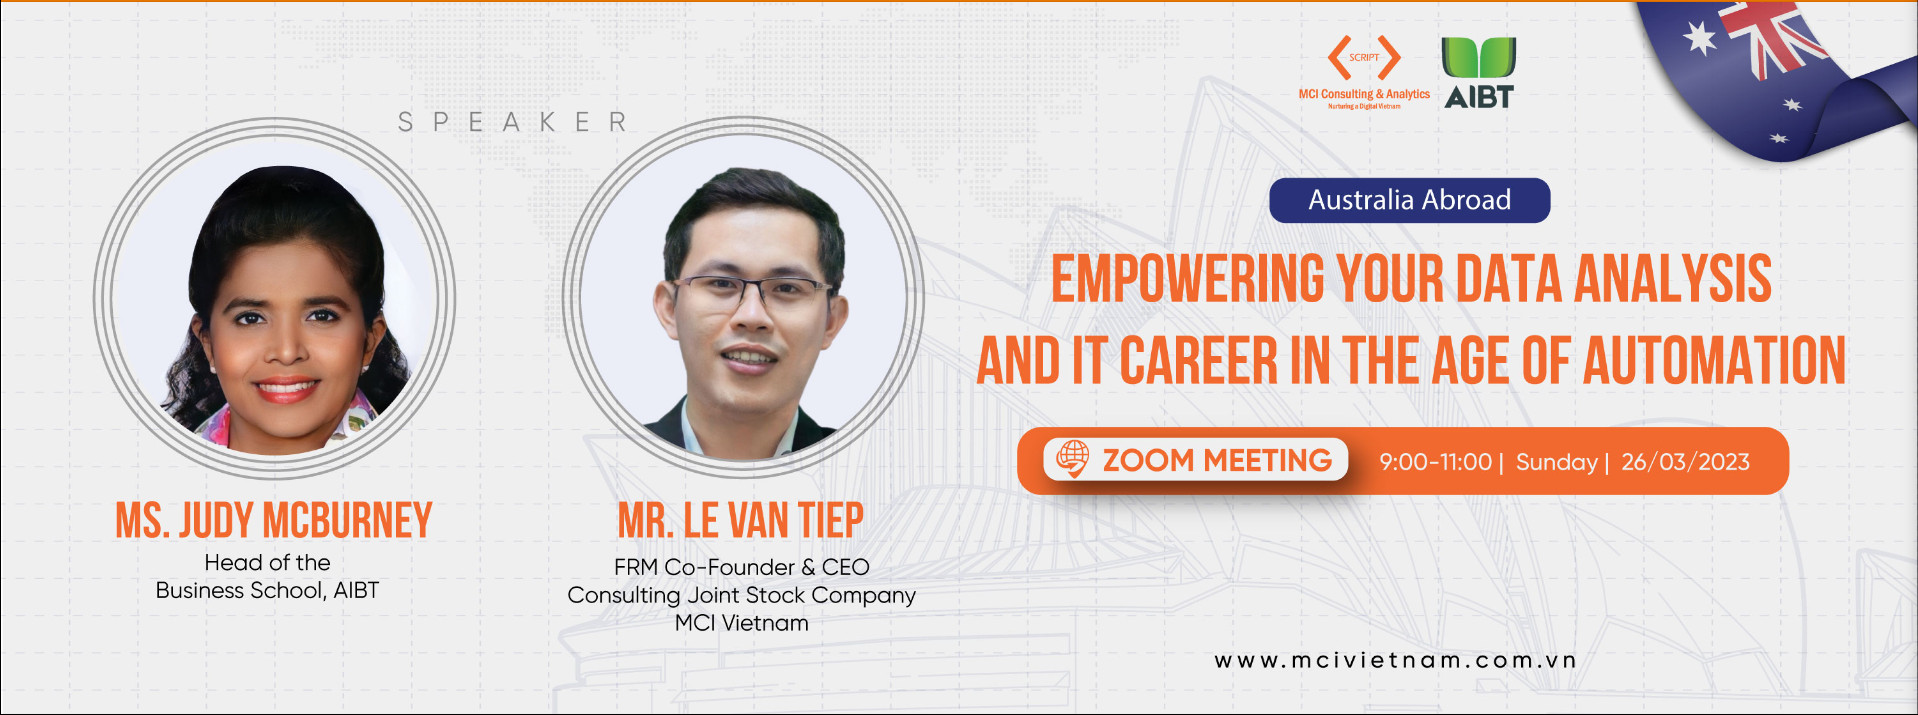 SPEAKER
MS. JUDY MCBURNEY
Head of the
Business School, AIBT
MR. LE VAN TIEP
FRM Co-Founder & CEO
Consulting Joint Stock Company
MCI Vietnam
SCRIPT
MCI Consulting & Analytics
Nurturing a Digital Vietnam
AIBT
Australia Abroad
EMPOWERING YOUR DATA ANALYSIS
AND IT CAREER IN THE AGE OF AUTOMATION
ZOOM MEETING 9:00-11:00 | Sunday | 26/03/2023
www.mcivietnam.com.vn